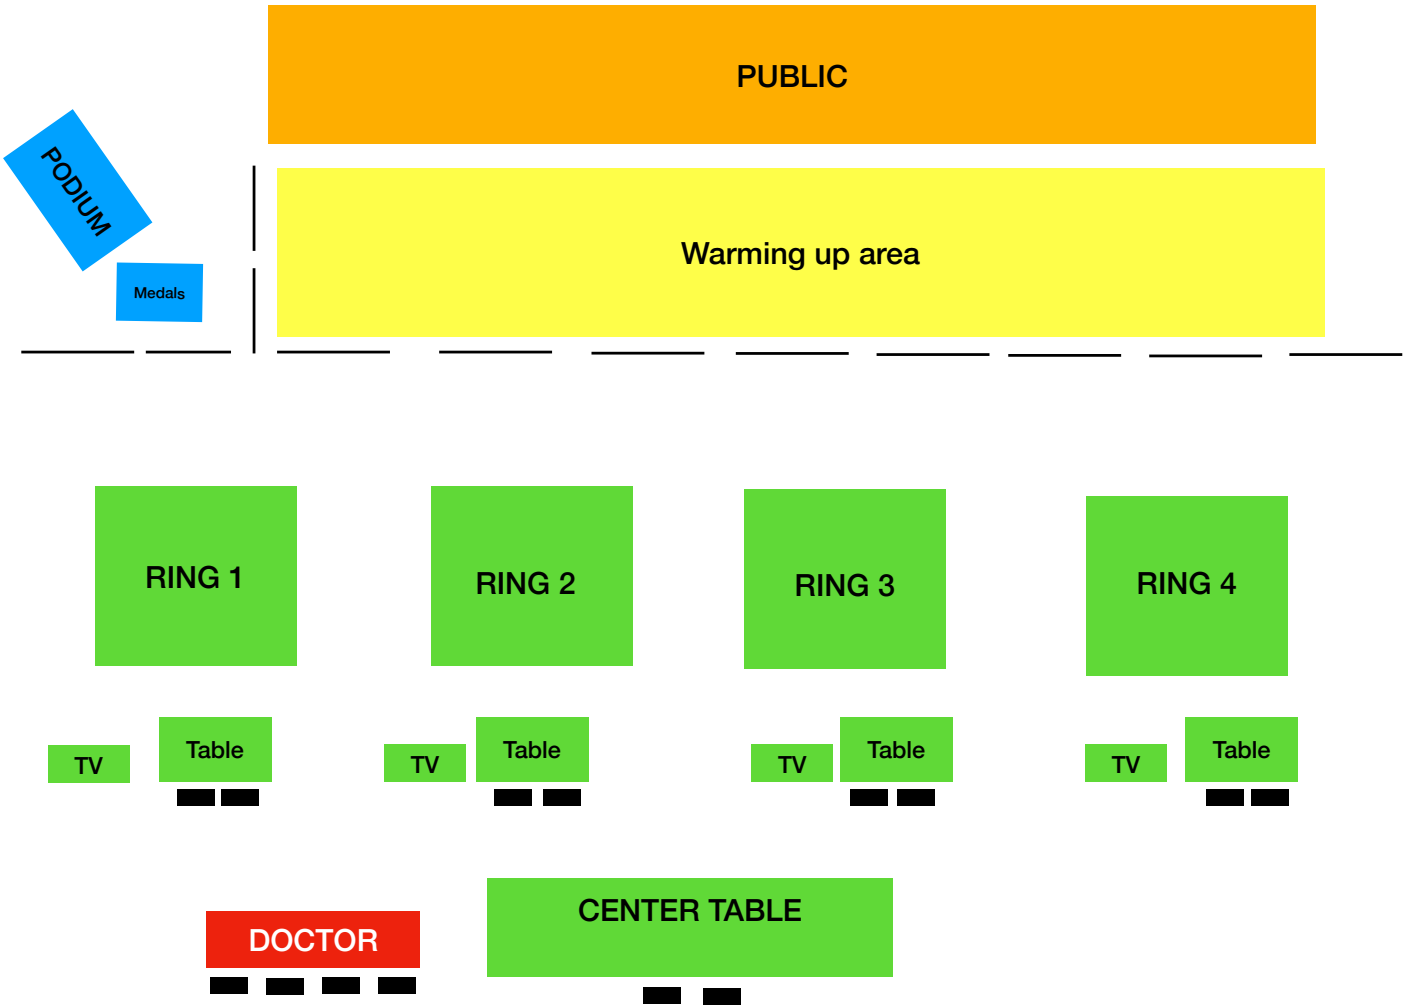 PUBLIC
PODIUM
Warming up area
Medals
RING 1
RING 2
RING 3
RING 4
TV
Table
TV
Table
TV
Table
TV
Table
CENTER TABLE
DOCTOR